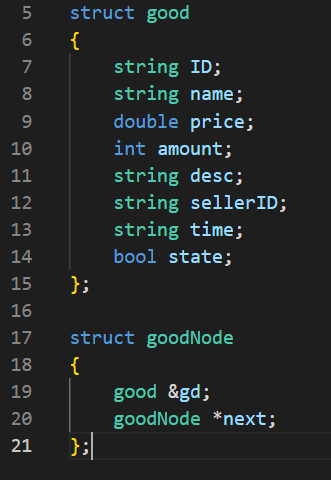 5 struct good
6 {
7     string ID;
8     string name;
9     double price;
10     int amount;
11     string desc;
12     string sellerID;
13     string time;
14     bool state;
15 };
16
17 struct goodNode
18 {
19     good &gd;
20     goodNode *next;
21 };